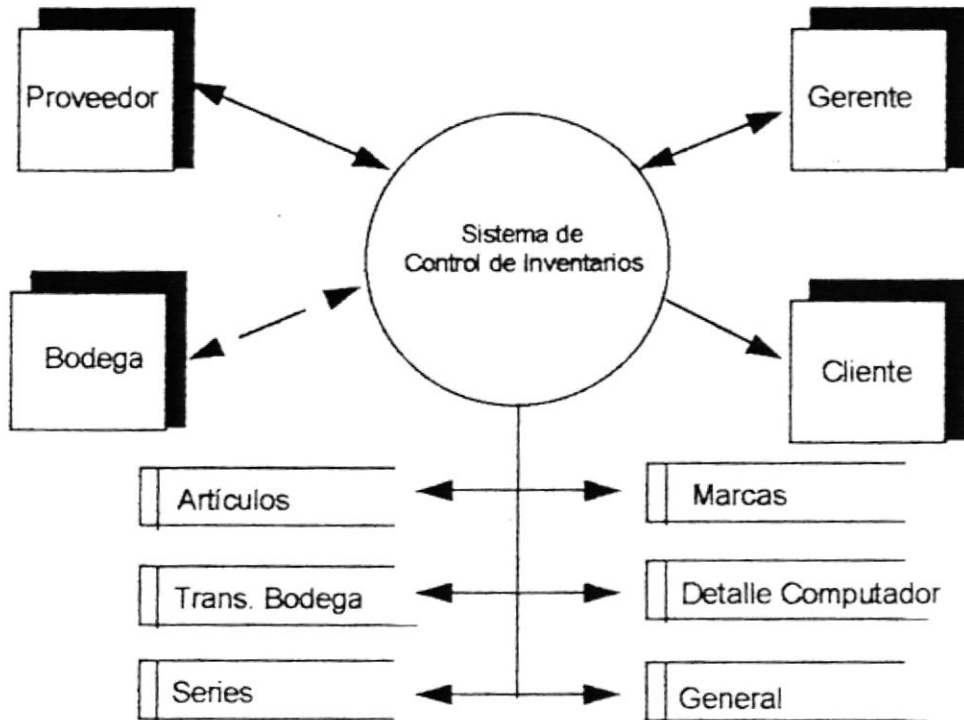 Proveedor
Gerente
Sistema de
Control de Inventarios
Bodega
Cliente
Artículos
Marcas
Trans. Bodega
Detalle Computador
Series
General